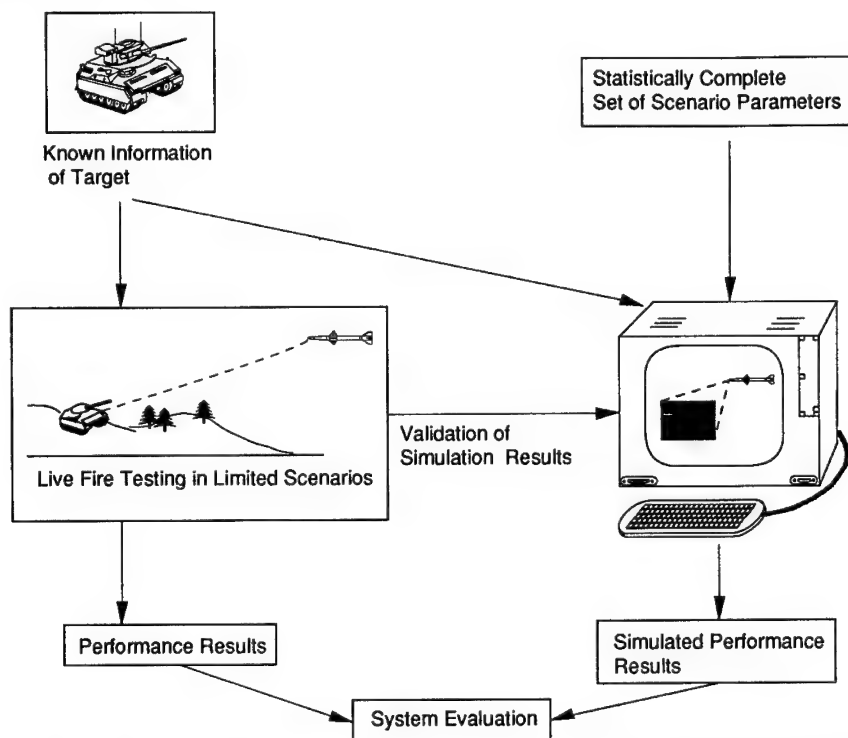 Known Information
of Target
Statistically Complete
Set of Scenario Parameters
Live Fire Testing in Limited Scenarios
Validation of
Simulation Results
Performance Results
Simulated Performance
Results
System Evaluation